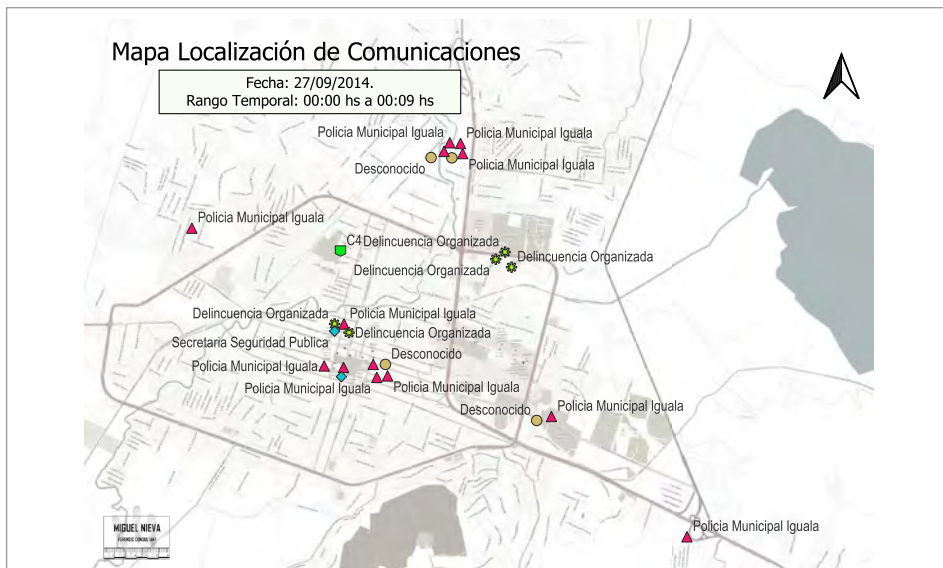 Mapa Localización de Comunicaciones
Fecha: 27/09/2014.
Rango Temporal: 00:00 hs a 00:09 hs
Policia Municipal Iguala
Policia Municipal Iguala
Desconocido
Policia Municipal Iguala
Policia Municipal Iguala
C4
Delincuencia Organizada
Delincuencia Organizada
Delincuencia Organizada
Delincuencia Organizada
Policia Municipal Iguala
Delincuencia Organizada
Secretaria Seguridad Publica
Desconocido
Policia Municipal Iguala
Policia Municipal Iguala
Policia Municipal Iguala
Desconocido
Policia Municipal Iguala
Policia Municipal Iguala
MIGUEL NIEVA
FORENSIC CONSULTANT